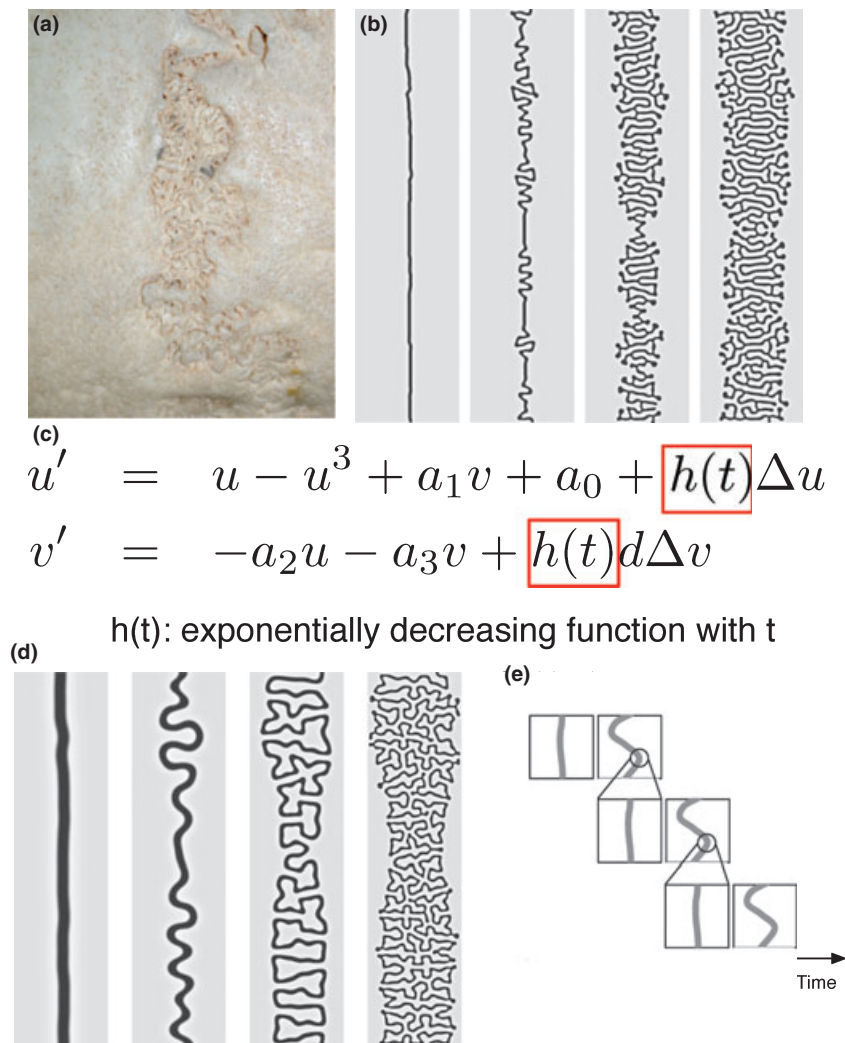 (a)
(b)
(c)
u′ = u − u³ + a₁v + a₀ + h(t)Δu
v′ = −a₂u − a₃v + h(t)dΔv
h(t): exponentially decreasing function with t
(d)
(e)
Time